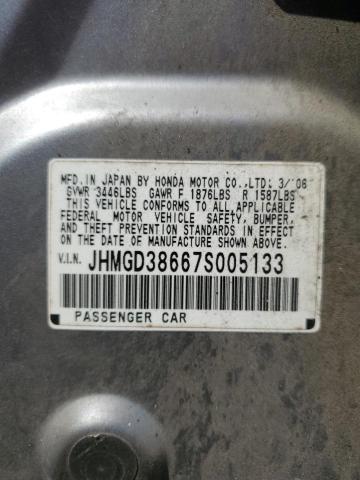 MFD.IN JAPAN BY HONDA MOTOR CO.,LTD: 3/'06
GVWR 3446LBS GAWR F 1876LBS R 1587LBS
THIS VEHICLE CONFORMS TO ALL APPLICABLE
FEDERAL MOTOR VEHICLE SAFETY, BUMPER,
AND THEFT PREVENTION STANDARDS IN EFFECT
ON THE DATE OF MANUFACTURE SHOWN ABOVE.
V.I.N. JHMGD38667S005133
PASSENGER CAR